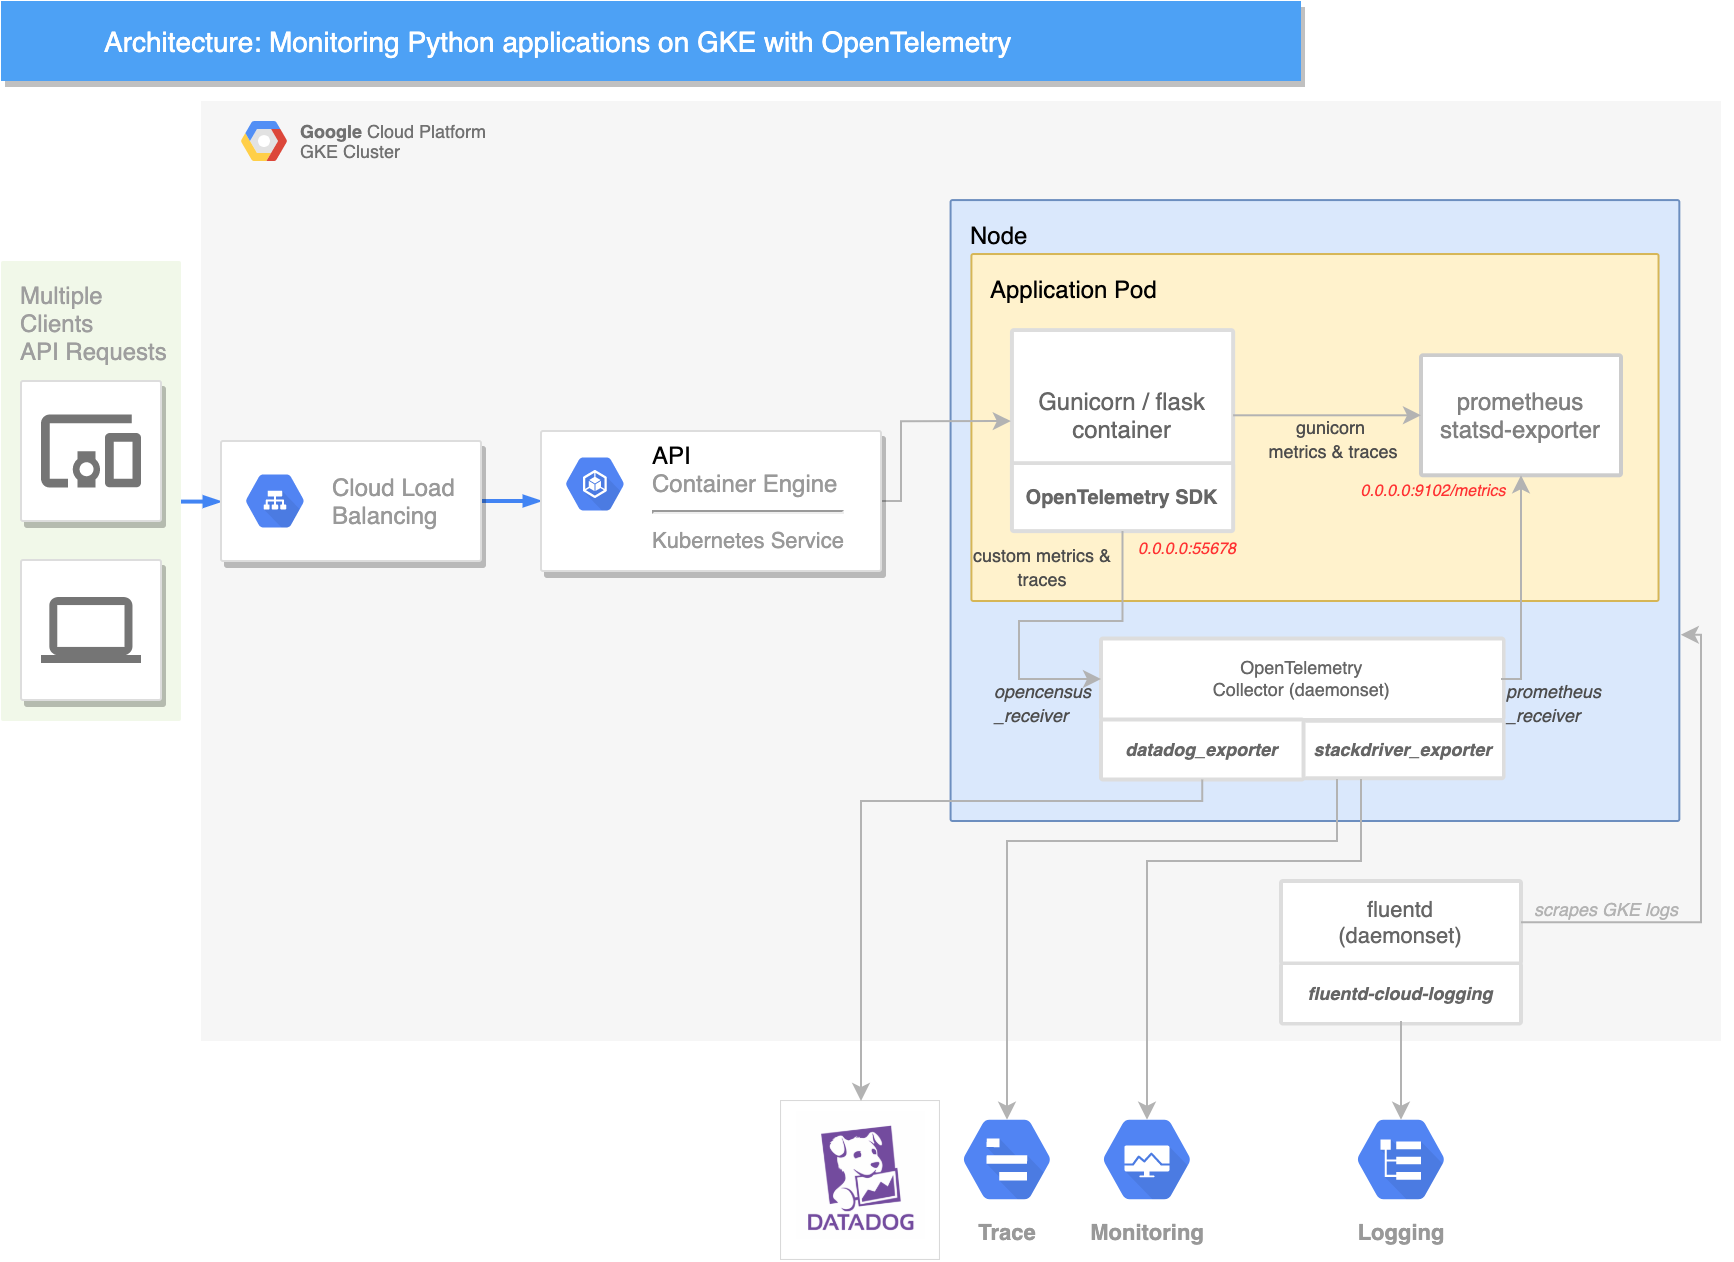 Architecture: Monitoring Python applications on GKE with OpenTelemetry
Google Cloud Platform
GKE Cluster
Multiple
Clients
API Requests
Cloud Load
Balancing
API
Container Engine
Kubernetes Service
Node
Application Pod
Gunicorn / flask
container
OpenTelemetry SDK
gunicorn
metrics & traces
prometheus
statsd-exporter
0.0.0.0:9102/metrics
custom metrics &
traces
0.0.0.0:55678
opencensus
_receiver
OpenTelemetry
Collector (daemonset)
prometheus
_receiver
datadog_exporter
stackdriver_exporter
fluentd
(daemonset)
scrapes GKE logs
fluentd-cloud-logging
DATADOG
Trace
Monitoring
Logging